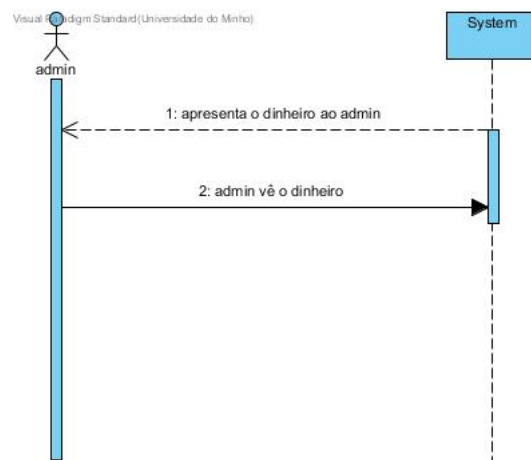 Visual Paradigm Standard(Universidade do Minho)
admin
System
1: apresenta o dinheiro ao admin
2: admin vê o dinheiro